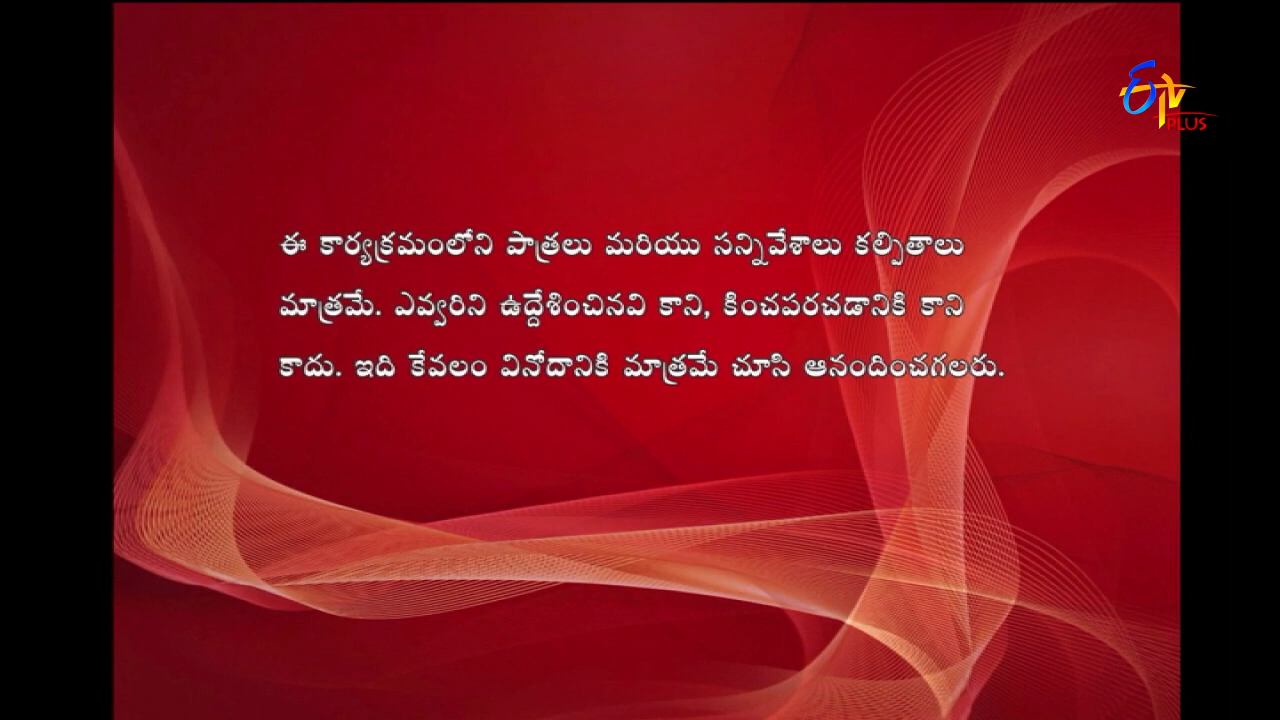 ETV
PLUS
ఈ కార్యక్రమంలోని పాత్రలు మరియు సన్నివేశాలు కల్పితాలు
మాత్రమే. ఎవ్వరిని ఉద్దేశించినవి కాని, కించపరచడానికి కాని
కాదు. ఇది కేవలం వినోదానికి మాత్రమే చూసి ఆనందించగలరు.